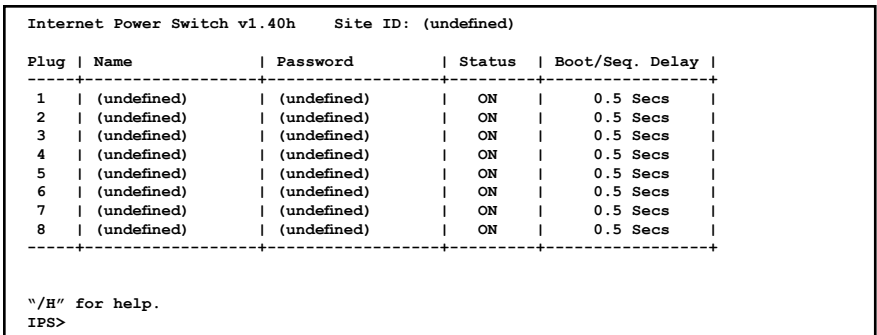 Internet Power Switch v1.40h    Site ID: (undefined)
Plug | Name             | Password         | Status  | Boot/Seq. Delay |
-----+------------------+------------------+---------+-----------------+
 1   | (undefined)      | (undefined)      |   ON    |     0.5 Secs    |
 2   | (undefined)      | (undefined)      |   ON    |     0.5 Secs    |
 3   | (undefined)      | (undefined)      |   ON    |     0.5 Secs    |
 4   | (undefined)      | (undefined)      |   ON    |     0.5 Secs    |
 5   | (undefined)      | (undefined)      |   ON    |     0.5 Secs    |
 6   | (undefined)      | (undefined)      |   ON    |     0.5 Secs    |
 7   | (undefined)      | (undefined)      |   ON    |     0.5 Secs    |
 8   | (undefined)      | (undefined)      |   ON    |     0.5 Secs    |
-----+------------------+------------------+---------+-----------------+
“/H” for help.
IPS>